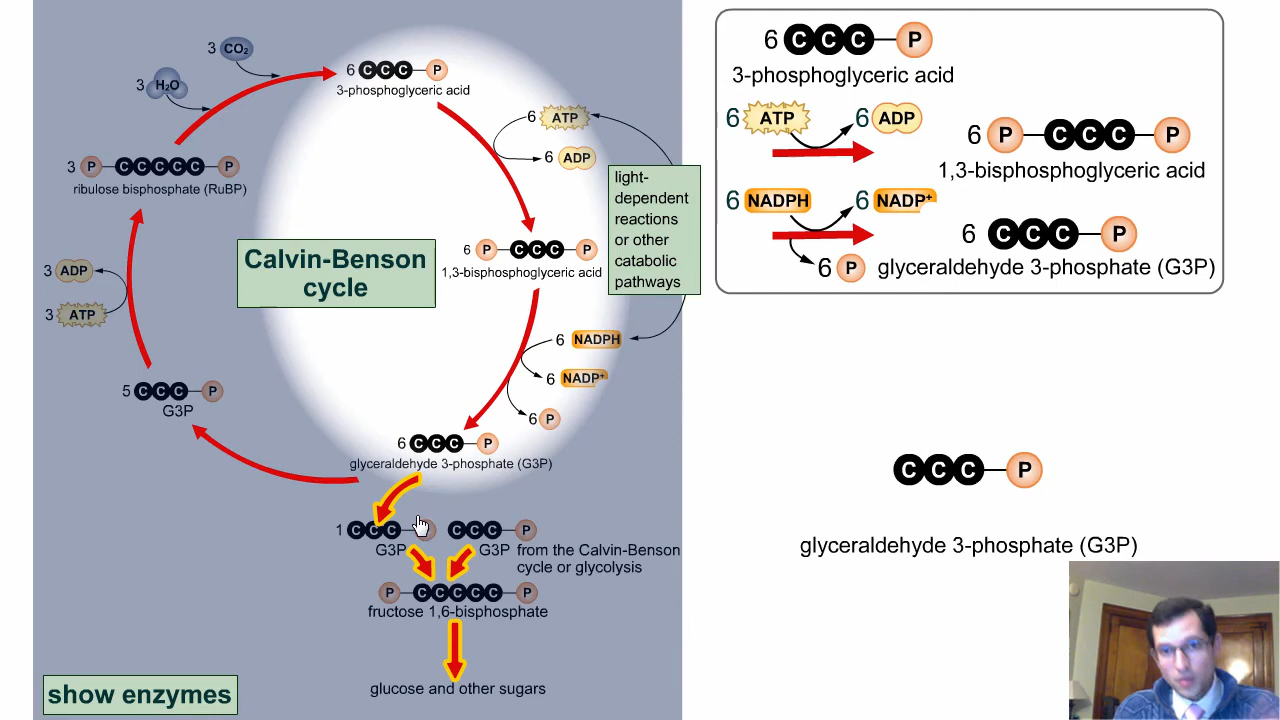 3 CO₂
3 H₂O
6 CCC P
3-phosphoglyceric acid
6 ATP
6 ADP
3 P CCCCC P
ribulose bisphosphate (RuBP)
light-
dependent
reactions
or other
catabolic
pathways
Calvin-Benson
cycle
6 P CCC P
1,3-bisphosphoglyceric acid
3 ADP
3 ATP
6 NADPH
6 NADP⁺
6 P
5 CCC P
G3P
6 CCC P
glyceraldehyde 3-phosphate (G3P)
1 CCC
CCC P
G3P
G3P from the Calvin-Benson
cycle or glycolysis
P CCCCC P
fructose 1,6-bisphosphate
glucose and other sugars
show enzymes
6 CCC P
3-phosphoglyceric acid
6 ATP 6 ADP
6 P CCC P
1,3-bisphosphoglyceric acid
6 NADPH 6 NADP⁺
6 CCC P
6 P
glyceraldehyde 3-phosphate (G3P)
CCC P
glyceraldehyde 3-phosphate (G3P)